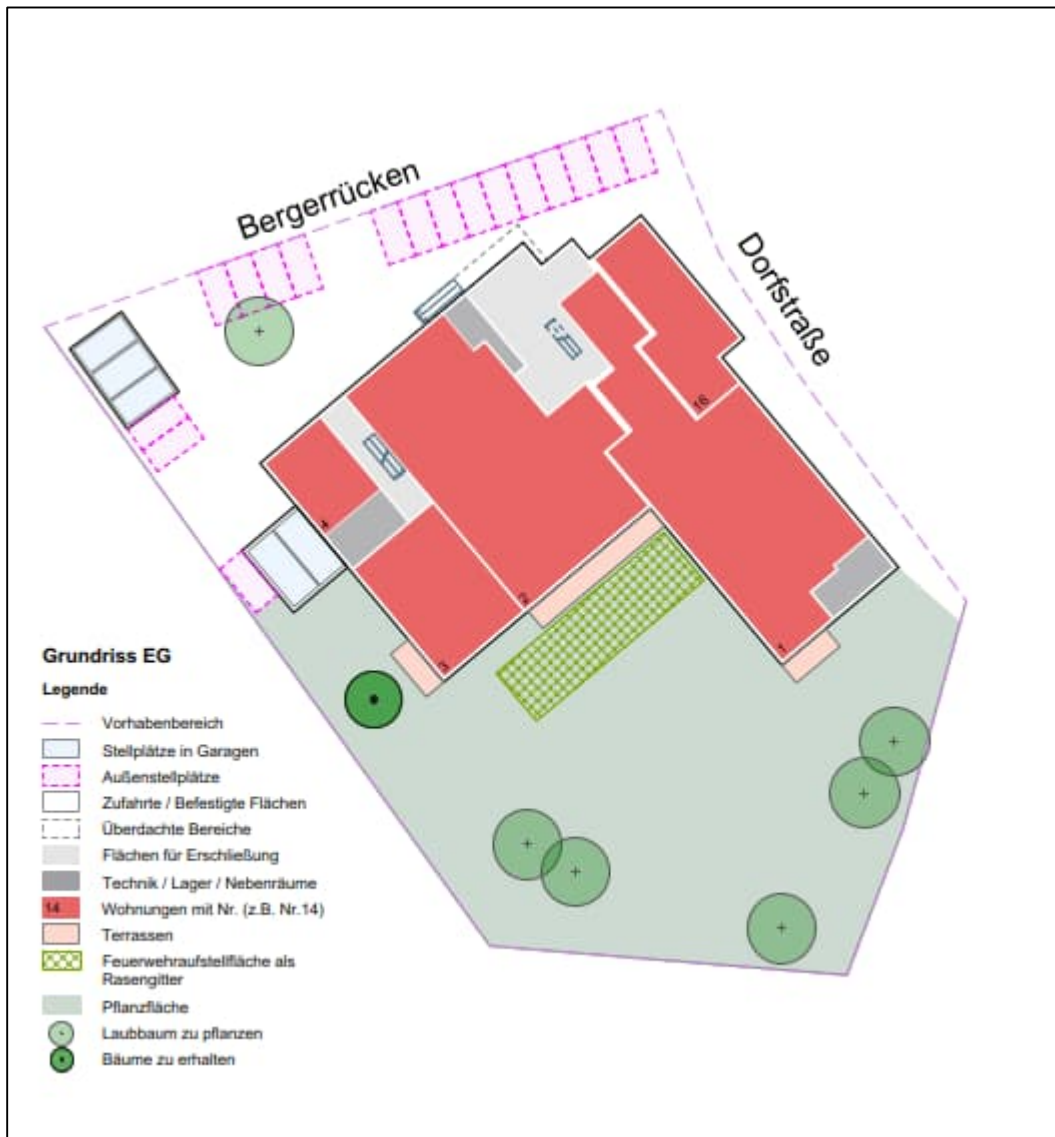 Bergerrücken
Dorfstraße
16
4
2
3
1
Grundriss EG
Legende
Vorhabenbereich
Stellplätze in Garagen
Außenstellplätze
Zufahrte / Befestigte Flächen
Überdachte Bereiche
Flächen für Erschließung
Technik / Lager / Nebenräume
14 Wohnungen mit Nr. (z.B. Nr.14)
Terrassen
Feuerwehraufstellfläche als
Rasengitter
Pflanzfläche
Laubbaum zu pflanzen
Bäume zu erhalten